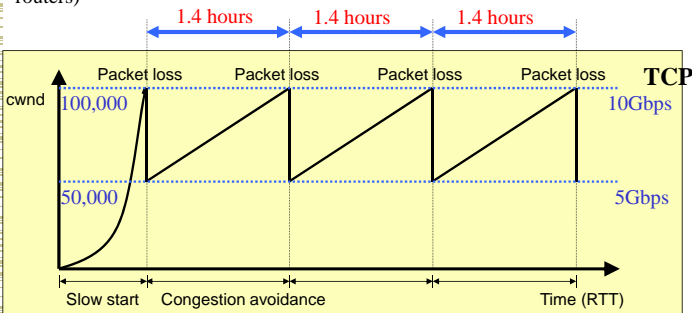 routers)
1.4 hours 1.4 hours 1.4 hours
Packet loss Packet loss Packet loss Packet loss TCP
cwnd
100,000 10Gbps
50,000 5Gbps
Slow start Congestion avoidance Time (RTT)